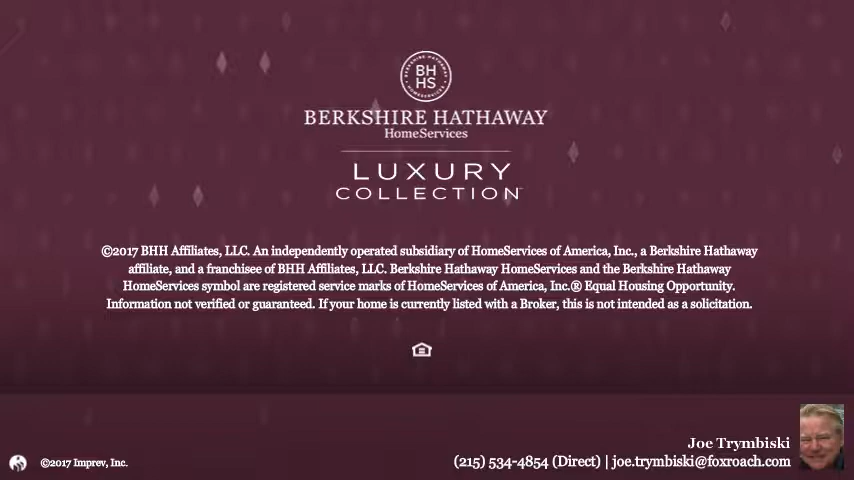 BERKSHIRE HATHAWAY
HOMESERVICES
BH
HS
BERKSHIRE HATHAWAY
HomeServices
LUXURY
COLLECTION
©2017 BHH Affiliates, LLC. An independently operated subsidiary of HomeServices of America, Inc., a Berkshire Hathaway
affiliate, and a franchisee of BHH Affiliates, LLC. Berkshire Hathaway HomeServices and the Berkshire Hathaway
HomeServices symbol are registered service marks of HomeServices of America, Inc.® Equal Housing Opportunity.
Information not verified or guaranteed. If your home is currently listed with a Broker, this is not intended as a solicitation.
Joe Trymbiski
(215) 534-4854 (Direct) | joe.trymbiski@foxroach.com
©2017 Imprev, Inc.